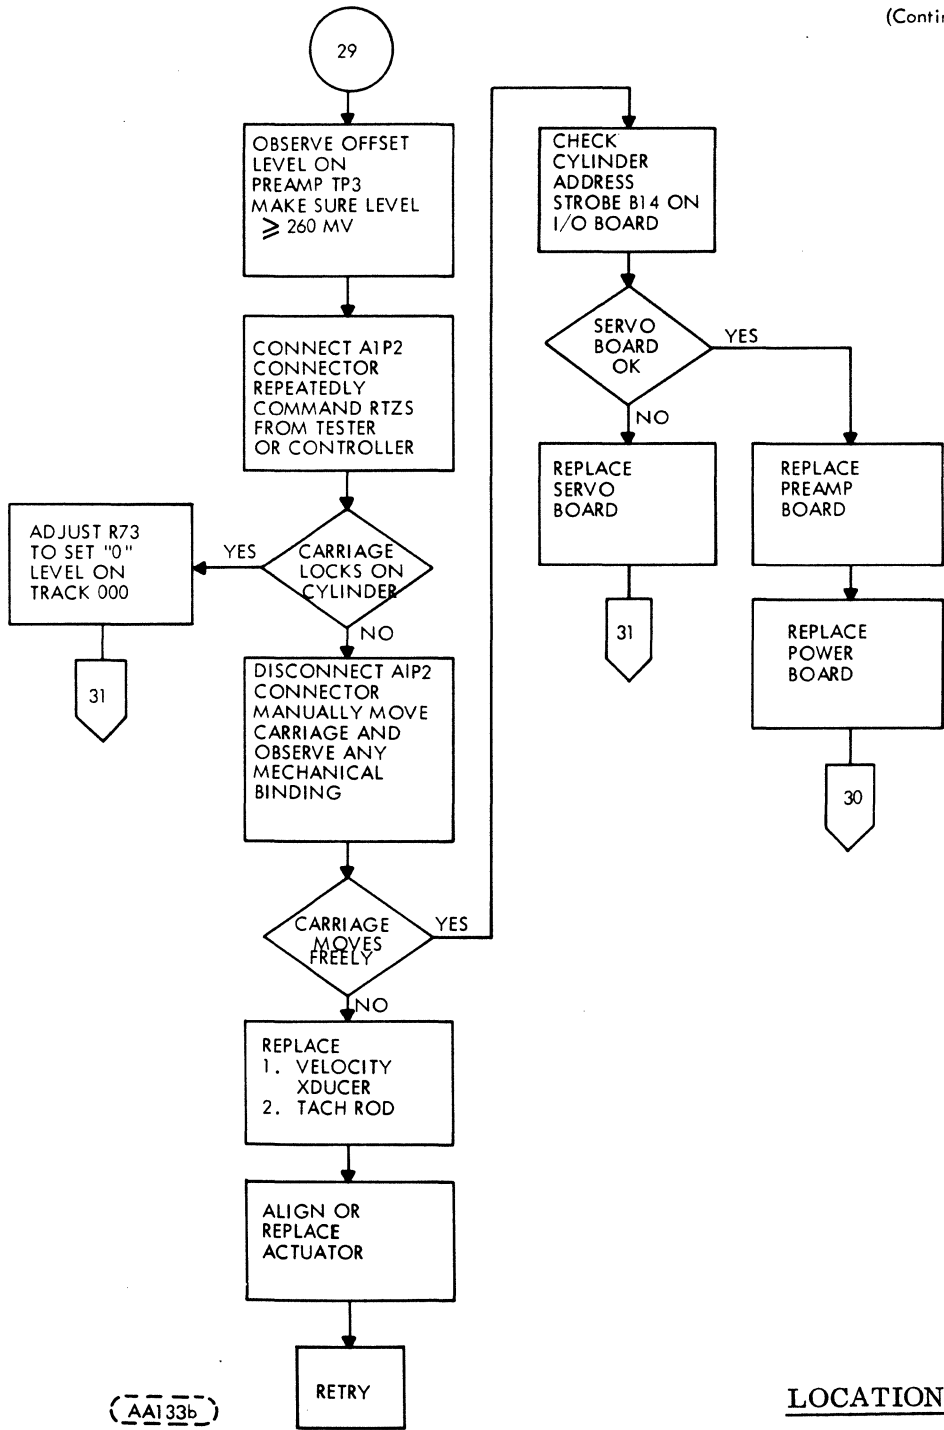 (Contin
29
OBSERVE OFFSET
LEVEL ON
PREAMP TP3
MAKE SURE LEVEL
≥ 260 MV
CONNECT A1P2
CONNECTOR
REPEATEDLY
COMMAND RTZS
FROM TESTER
OR CONTROLLER
CARRIAGE
LOCKS ON
CYLINDER
YES
ADJUST R73
TO SET "0"
LEVEL ON
TRACK 000
31
NO
DISCONNECT A1P2
CONNECTOR
MANUALLY MOVE
CARRIAGE AND
OBSERVE ANY
MECHANICAL
BINDING
CARRIAGE
MOVES
FREELY
YES
NO
REPLACE
1. VELOCITY
XDUCER
2. TACH ROD
ALIGN OR
REPLACE
ACTUATOR
RETRY
CHECK
CYLINDER
ADDRESS
STROBE B14 ON
I/O BOARD
SERVO
BOARD
OK
YES
NO
REPLACE
SERVO
BOARD
31
REPLACE
PREAMP
BOARD
REPLACE
POWER
BOARD
30
AA133b
LOCATION